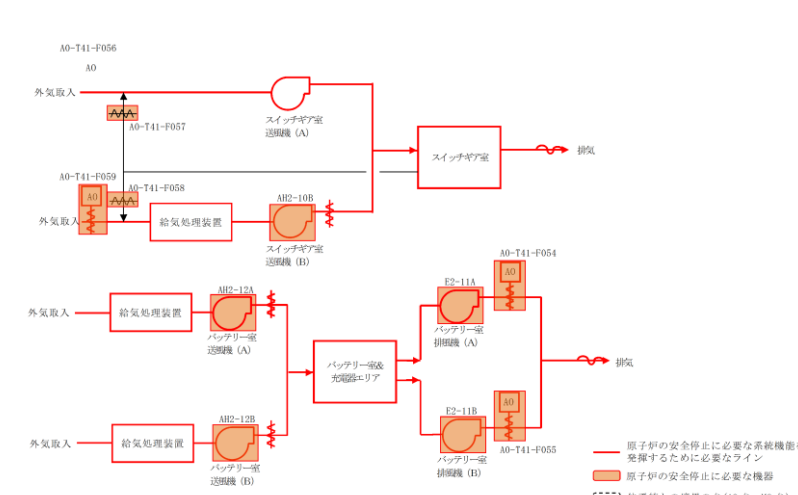 AO-T41-F056
AO
外気取入
AO-T41-F057
スイッチギア室
送風機 (A)
スイッチギア室
排気
AO-T41-F059
AO-T41-F058
AO
外気取入
給気処理装置
AH2-10B
スイッチギア室
送風機 (B)
AO-T41-F054
AO
AH2-12A
E2-11A
外気取入
給気処理装置
バッテリー室
送風機 (A)
バッテリー室
排風機 (A)
バッテリー室&
充電器エリア
排気
AH2-12B
E2-11B
AO
外気取入
給気処理装置
バッテリー室
送風機 (B)
バッテリー室
排風機 (B)
AO-T41-F055
原子炉の安全停止に必要な系統機能
発揮するために必要なライン
原子炉の安全停止に必要な機器